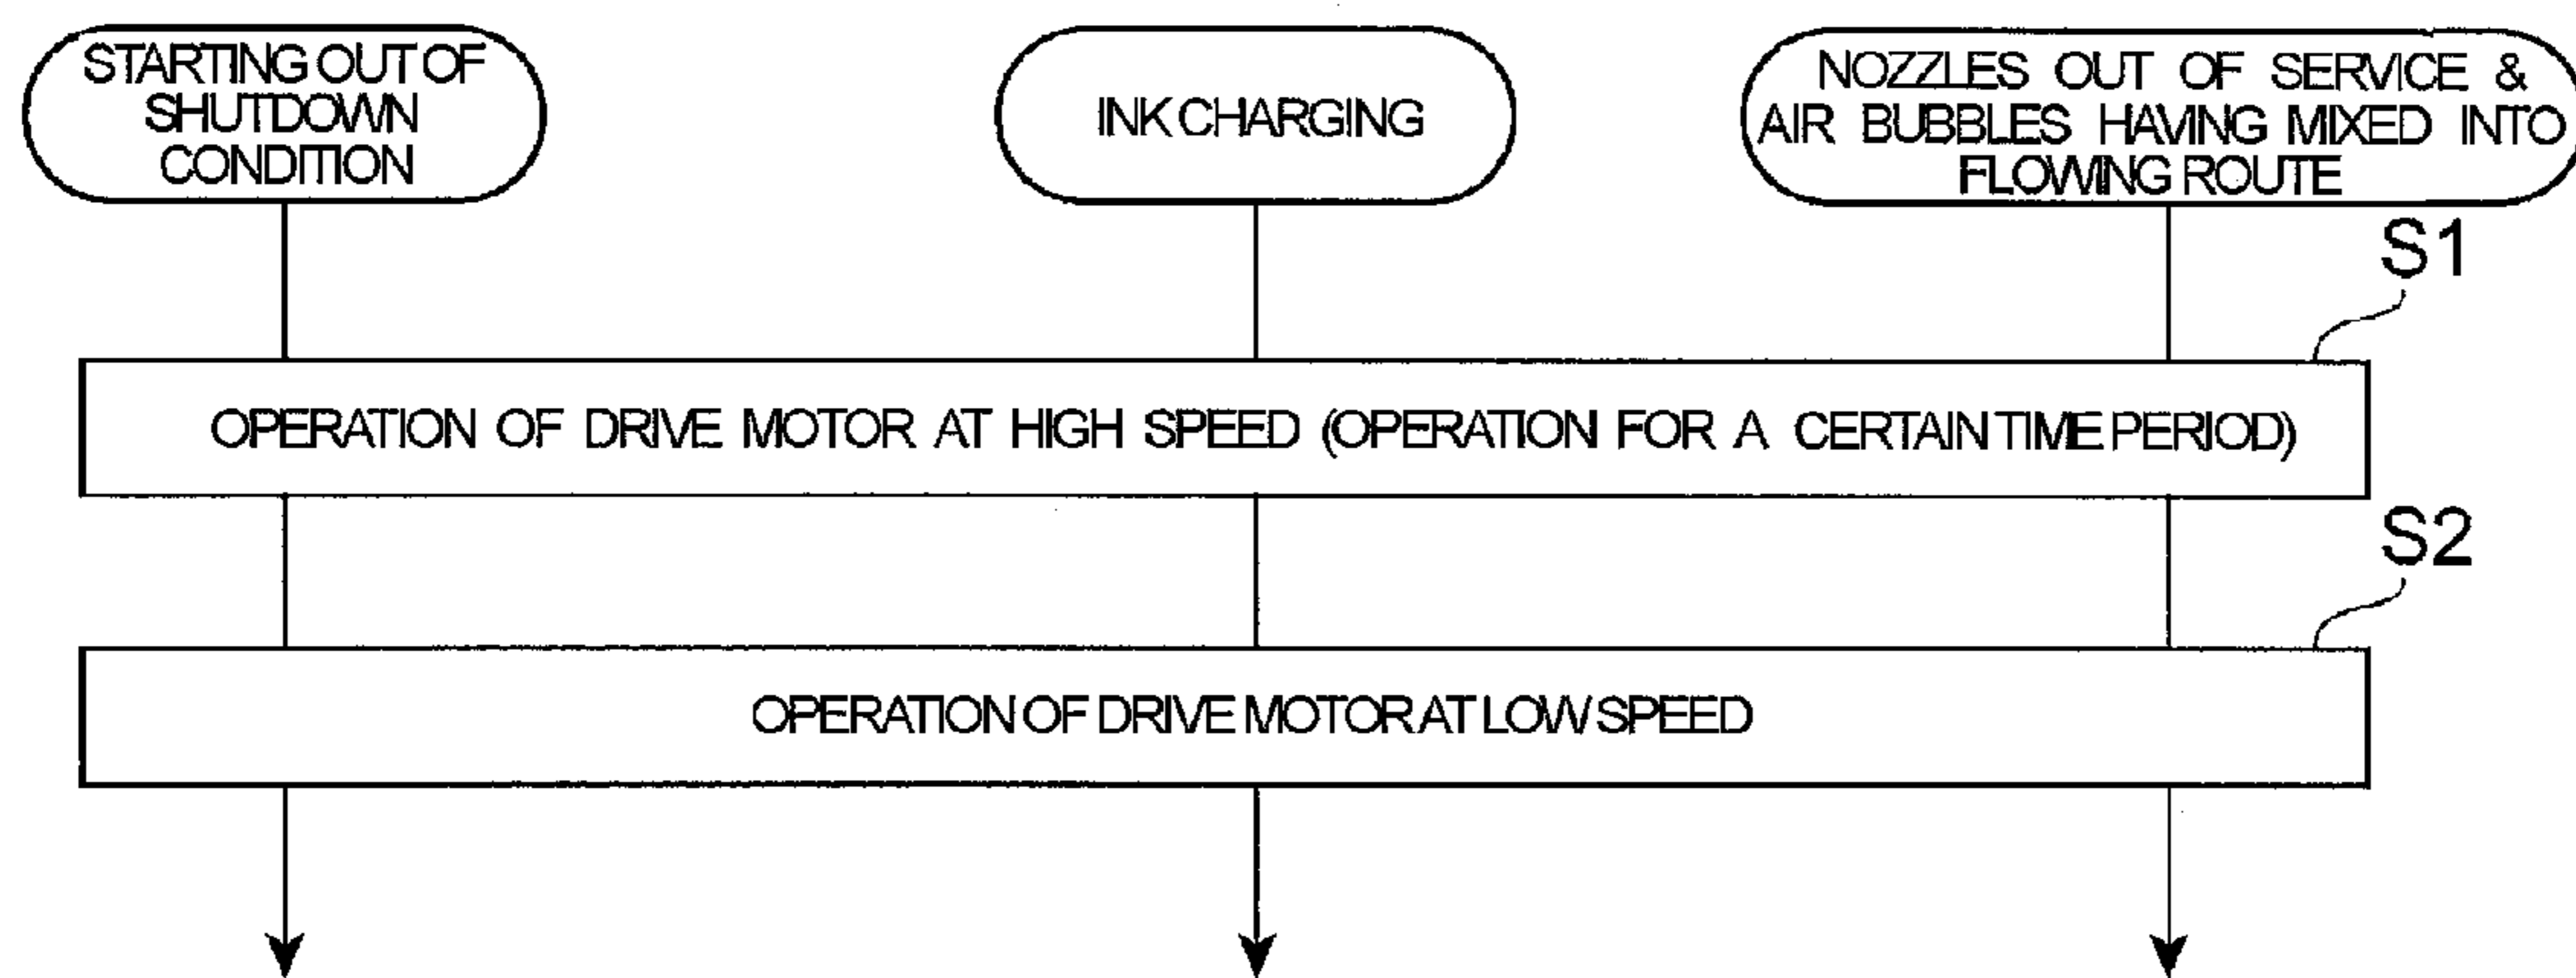 STARTING OUT OF
SHUTDOWN
CONDITION
INK CHARGING
NOZZLES OUT OF SERVICE &
AIR BUBBLES HAVING MIXED INTO
FLOWING ROUTE
S1
OPERATION OF DRIVE MOTOR AT HIGH SPEED (OPERATION FOR A CERTAIN TIME PERIOD)
S2
OPERATION OF DRIVE MOTOR AT LOW SPEED